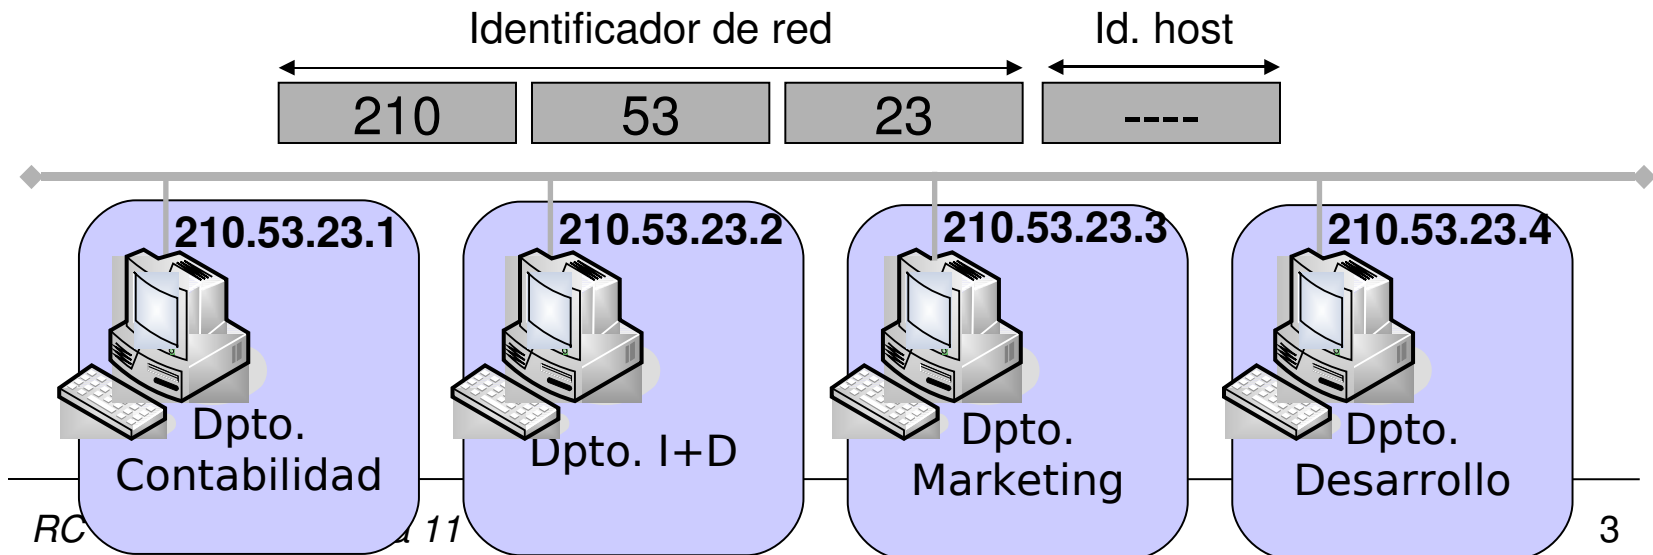 Identificador de red Id. host
210 53 23 ----
210.53.23.1 210.53.23.2 210.53.23.3 210.53.23.4
Dpto. Contabilidad
Dpto. I+D
Dpto. Marketing
Dpto. Desarrollo
RC 11 3